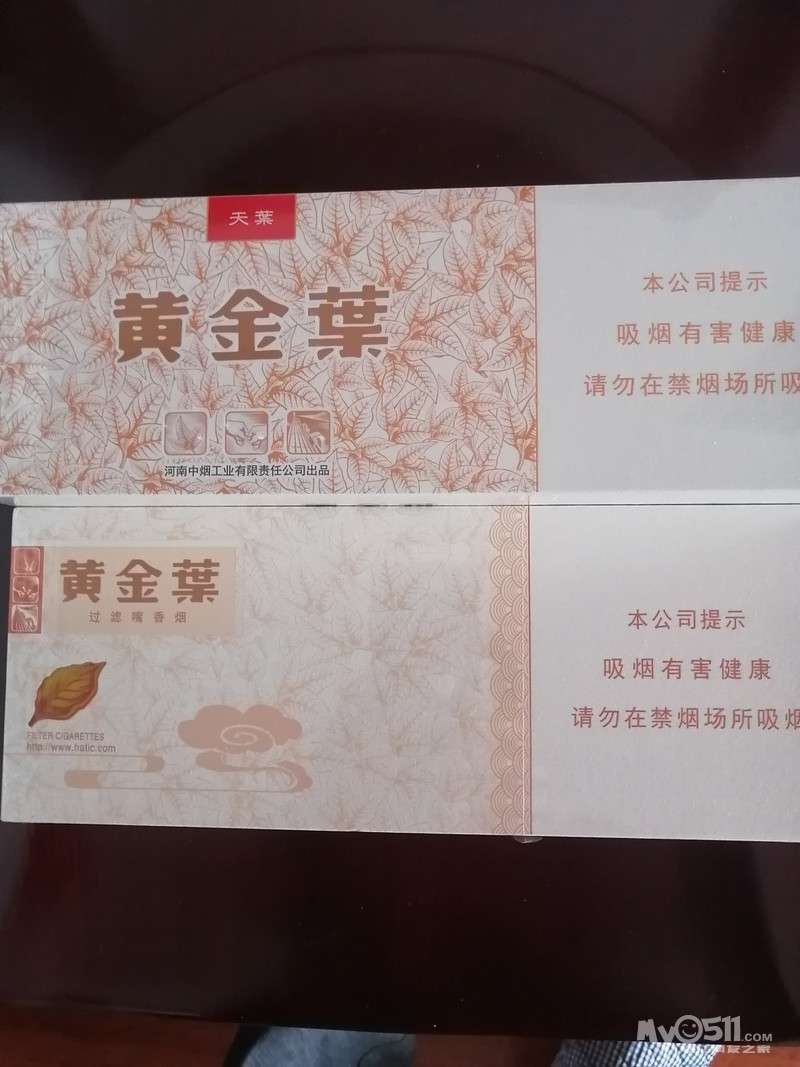 天葉
黄金葉
河南中烟工业有限责任公司出品
本公司提示
吸烟有害健康
请勿在禁烟场所吸
黄金葉
过滤嘴香烟
FILTER CIGARETTES
http://www.hatic.com
本公司提示
吸烟有害健康
请勿在禁烟场所吸烟
My0511.COM